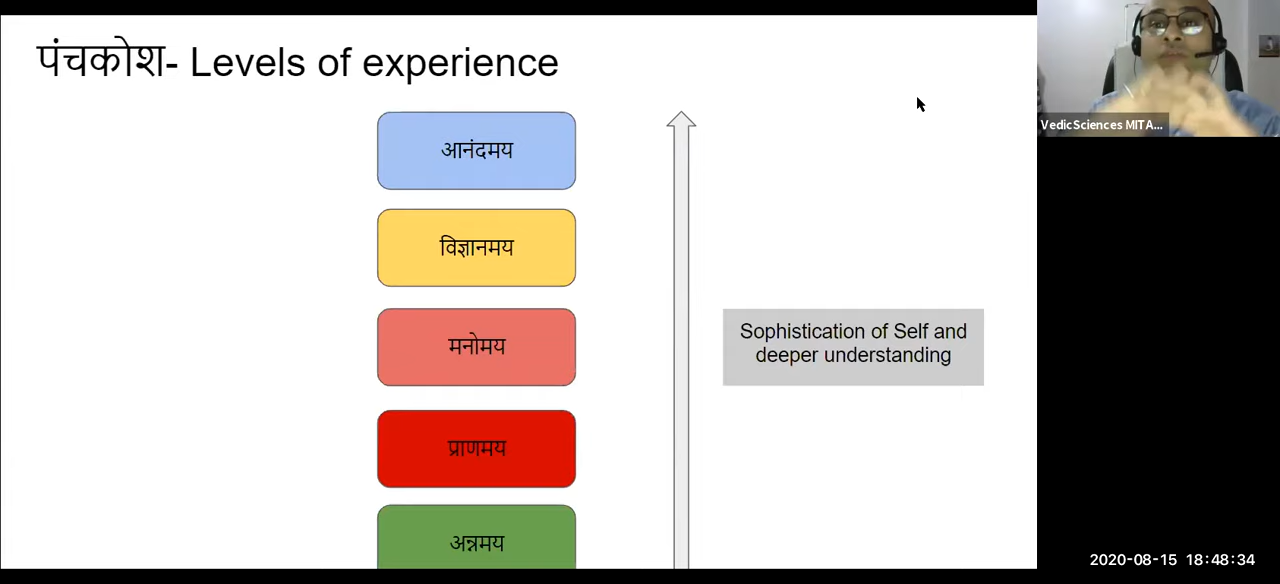 पंचकोश- Levels of experience
आनंदमय
विज्ञानमय
मनोमय
प्राणमय
अन्नमय
Sophistication of Self and
deeper understanding
VedicSciences MITA...
2020-08-15 18:48:34